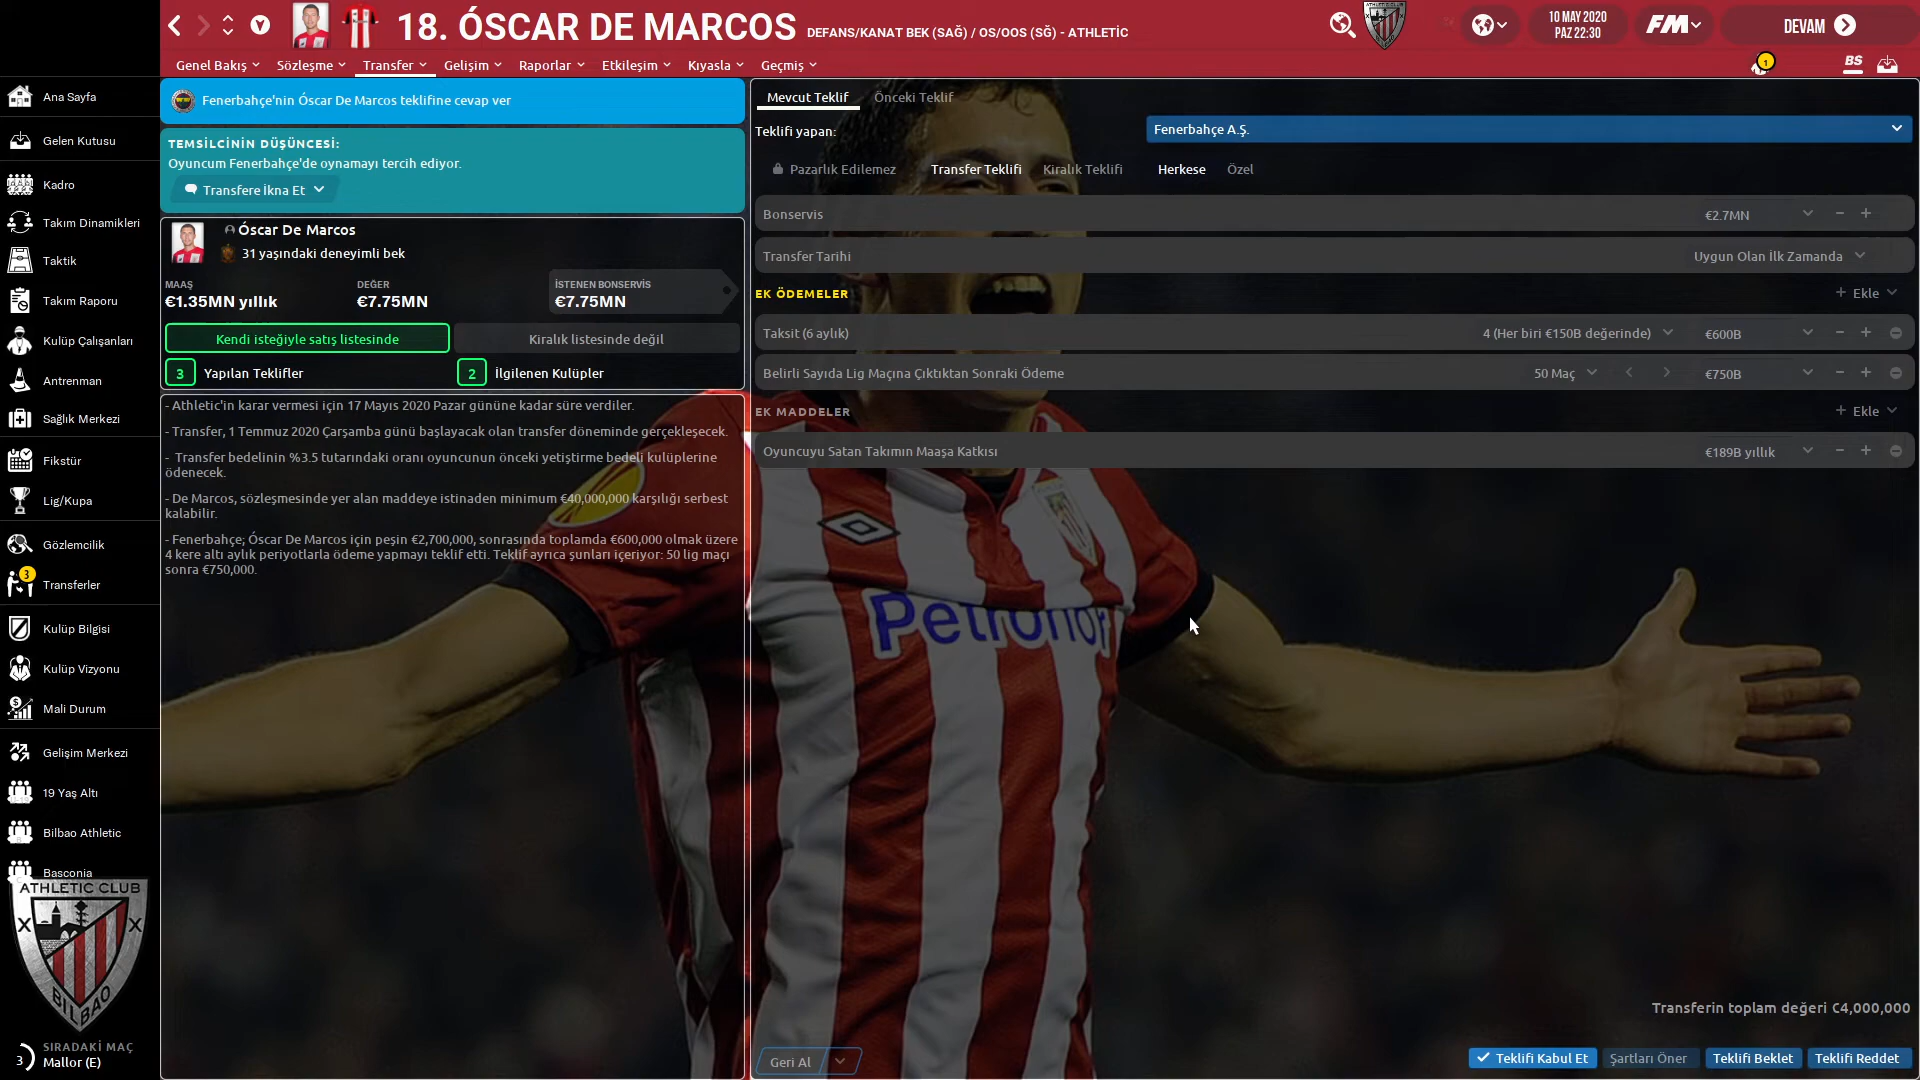 18. ÓSCAR DE MARCOS
DEFANS/KANAT BEK (SAĞ) / OS/OOS (SĞ) - ATHLETİC
10 MAY 2020
PAZ 22:30
FM
DEVAM
Genel Bakış
Sözleşme
Transfer
Gelişim
Raporlar
Etkileşim
Kıyasla
Geçmiş
1
BS
Ana Sayfa
Gelen Kutusu
Kadro
Takım Dinamikleri
Taktik
Takım Raporu
Kulüp Çalışanları
Antrenman
Sağlık Merkezi
Fikstür
Lig/Kupa
Gözlemcilik
3
Transferler
Kulüp Bilgisi
Kulüp Vizyonu
Mali Durum
Gelişim Merkezi
19 Yaş Altı
Bilbao Athletic
Basconia
ATHLETIC CLUB
BILBAO
3
SIRADAKİ MAÇ
Mallor (E)
Fenerbahçe'nin Óscar De Marcos teklifine cevap ver
TEMSİLCİNİN DÜŞÜNCESİ:
Oyuncum Fenerbahçe'de oynamayı tercih ediyor.
Transfere İkna Et
Óscar De Marcos
31 yaşındaki deneyimli bek
MAAŞ
€1.35MN yıllık
DEĞER
€7.75MN
İSTENEN BONSERVİS
€7.75MN
Kendi isteğiyle satış listesinde
Kiralık listesinde değil
3 Yapılan Teklifler
2 İlgilenen Kulüpler
- Athletic'in karar vermesi için 17 Mayıs 2020 Pazar gününe kadar süre verdiler.
- Transfer, 1 Temmuz 2020 Çarşamba günü başlayacak olan transfer döneminde gerçekleşecek.
- Transfer bedelinin %3.5 tutarındaki oranı oyuncunun önceki yetiştirme bedeli kulüplerine
ödenecek.
- De Marcos, sözleşmesinde yer alan maddeye istinaden minimum €40,000,000 karşılığı serbest
kalabilir.
- Fenerbahçe; Óscar De Marcos için peşin €2,700,000, sonrasında toplamda €600,000 olmak üzere
4 kere altı aylık periyotlarla ödeme yapmayı teklif etti. Teklif ayrıca şunları içeriyor: 50 lig maçı
sonra €750,000.
Mevcut Teklif
Önceki Teklif
Teklifi yapan:
Fenerbahçe A.Ş.
Pazarlık Edilemez
Transfer Teklifi
Kiralık Teklifi
Herkese
Özel
Bonservis
€2.7MN
Transfer Tarihi
Uygun Olan İlk Zamanda
EK ÖDEMELER
+ Ekle
Taksit (6 aylık)
4 (Her biri €150B değerinde)
€600B
Belirli Sayıda Lig Maçına Çıktıktan Sonraki Ödeme
50 Maç
€750B
EK MADDELER
+ Ekle
Oyuncuyu Satan Takımın Maaşa Katkısı
€189B yıllık
Petronor
Transferin toplam değeri €4,000,000
Geri Al
Teklifi Kabul Et
Şartları Öner
Teklifi Beklet
Teklifi Reddet